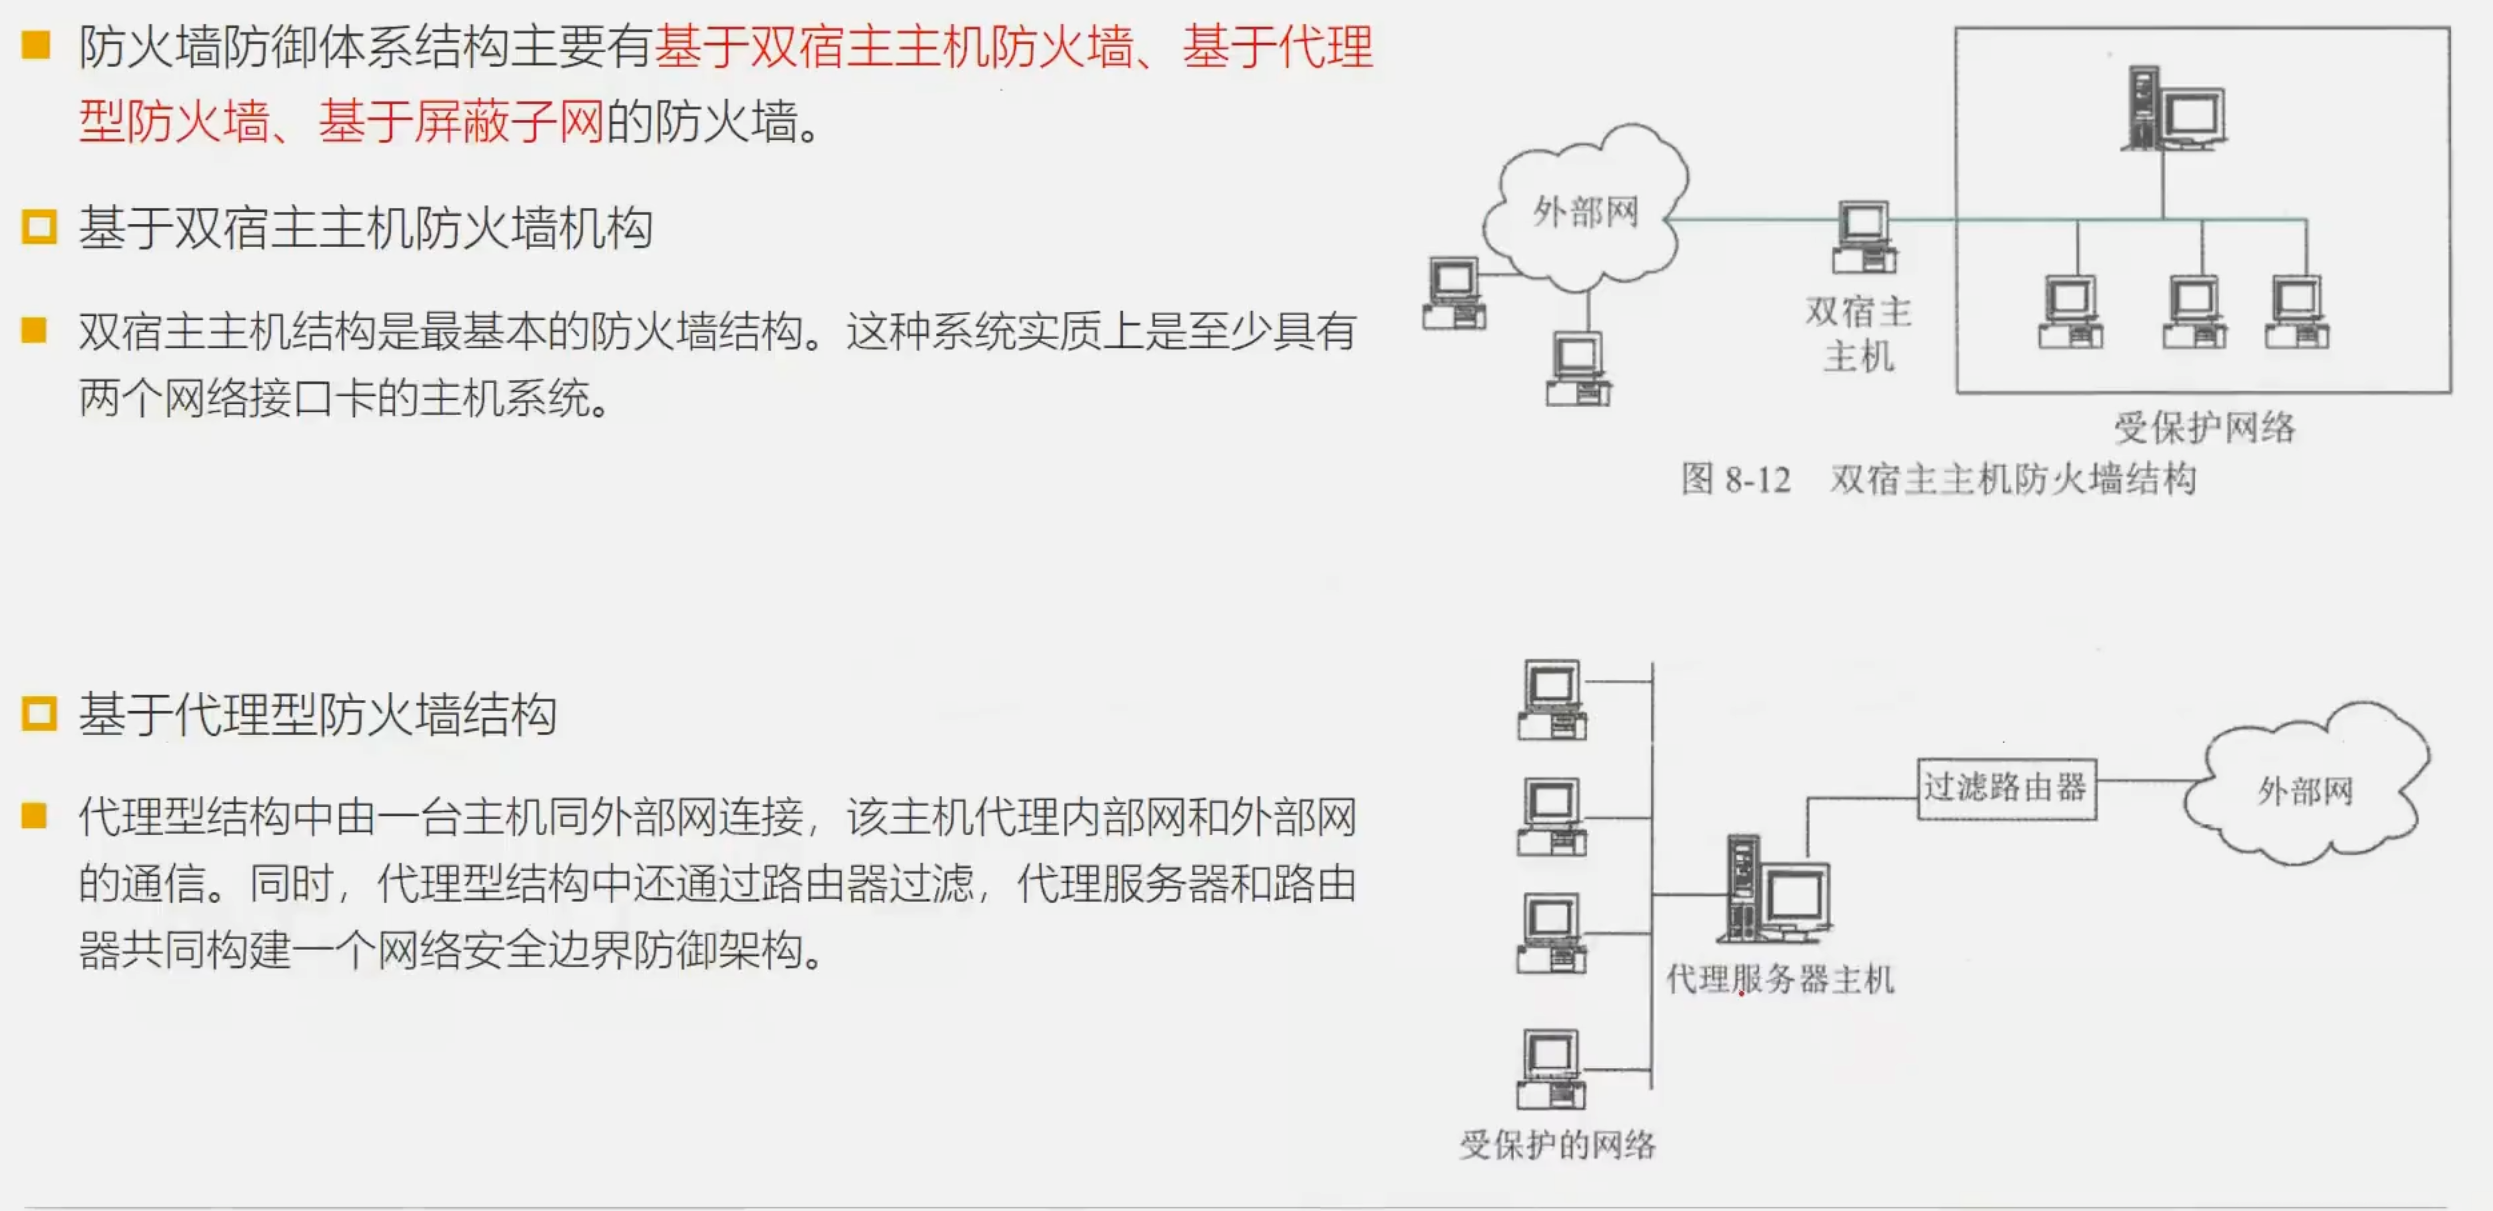 防火墙防御体系结构主要有基于双宿主主机防火墙、基于代理
型防火墙、基于屏蔽子网的防火墙。
基于双宿主主机防火墙机构
双宿主主机结构是最基本的防火墙结构。这种系统实质上是至少具有
两个网络接口卡的主机系统。
外部网
双宿主
主机
受保护网络
图 8-12 双宿主主机防火墙结构
基于代理型防火墙结构
代理型结构中由一台主机同外部网连接，该主机代理内部网和外部网
的通信。同时，代理型结构中还通过路由器过滤，代理服务器和路由
器共同构建一个网络安全边界防御架构。
过滤路由器
外部网
代理服务器主机
受保护的网络